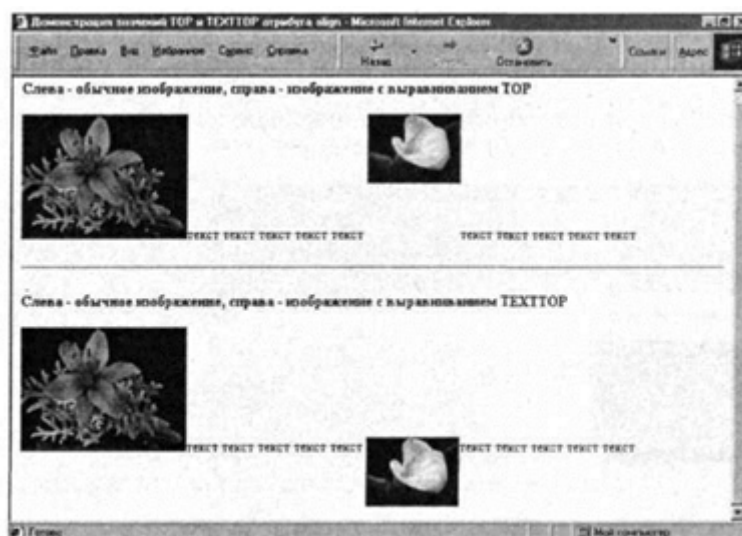 Демонстрация значений TOP и TEXTTOP атрибута align - Microsoft Internet Explorer
Файл Правка Вид Избранное Сервис Справка Назад Остановить Ссылки Адрес
Слева - обычное изображение, справа - изображение с выравниванием TOP
текст текст текст текст текст текст текст текст текст текст
Слева - обычное изображение, справа - изображение с выравниванием TEXTTOP
текст текст текст текст текст текст текст текст текст текст
Готово Мой компьютер